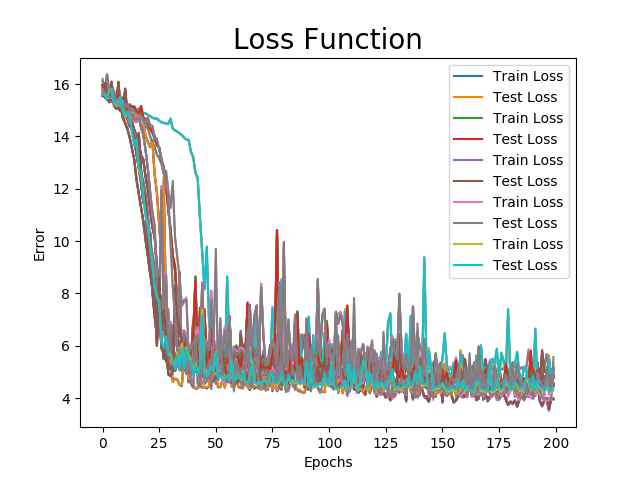 Loss Function
16
14
12
10
8
6
4
Error
0
25
50
75
100
125
150
175
200
Epochs
Train Loss
Test Loss
Train Loss
Test Loss
Train Loss
Test Loss
Train Loss
Test Loss
Train Loss
Test Loss